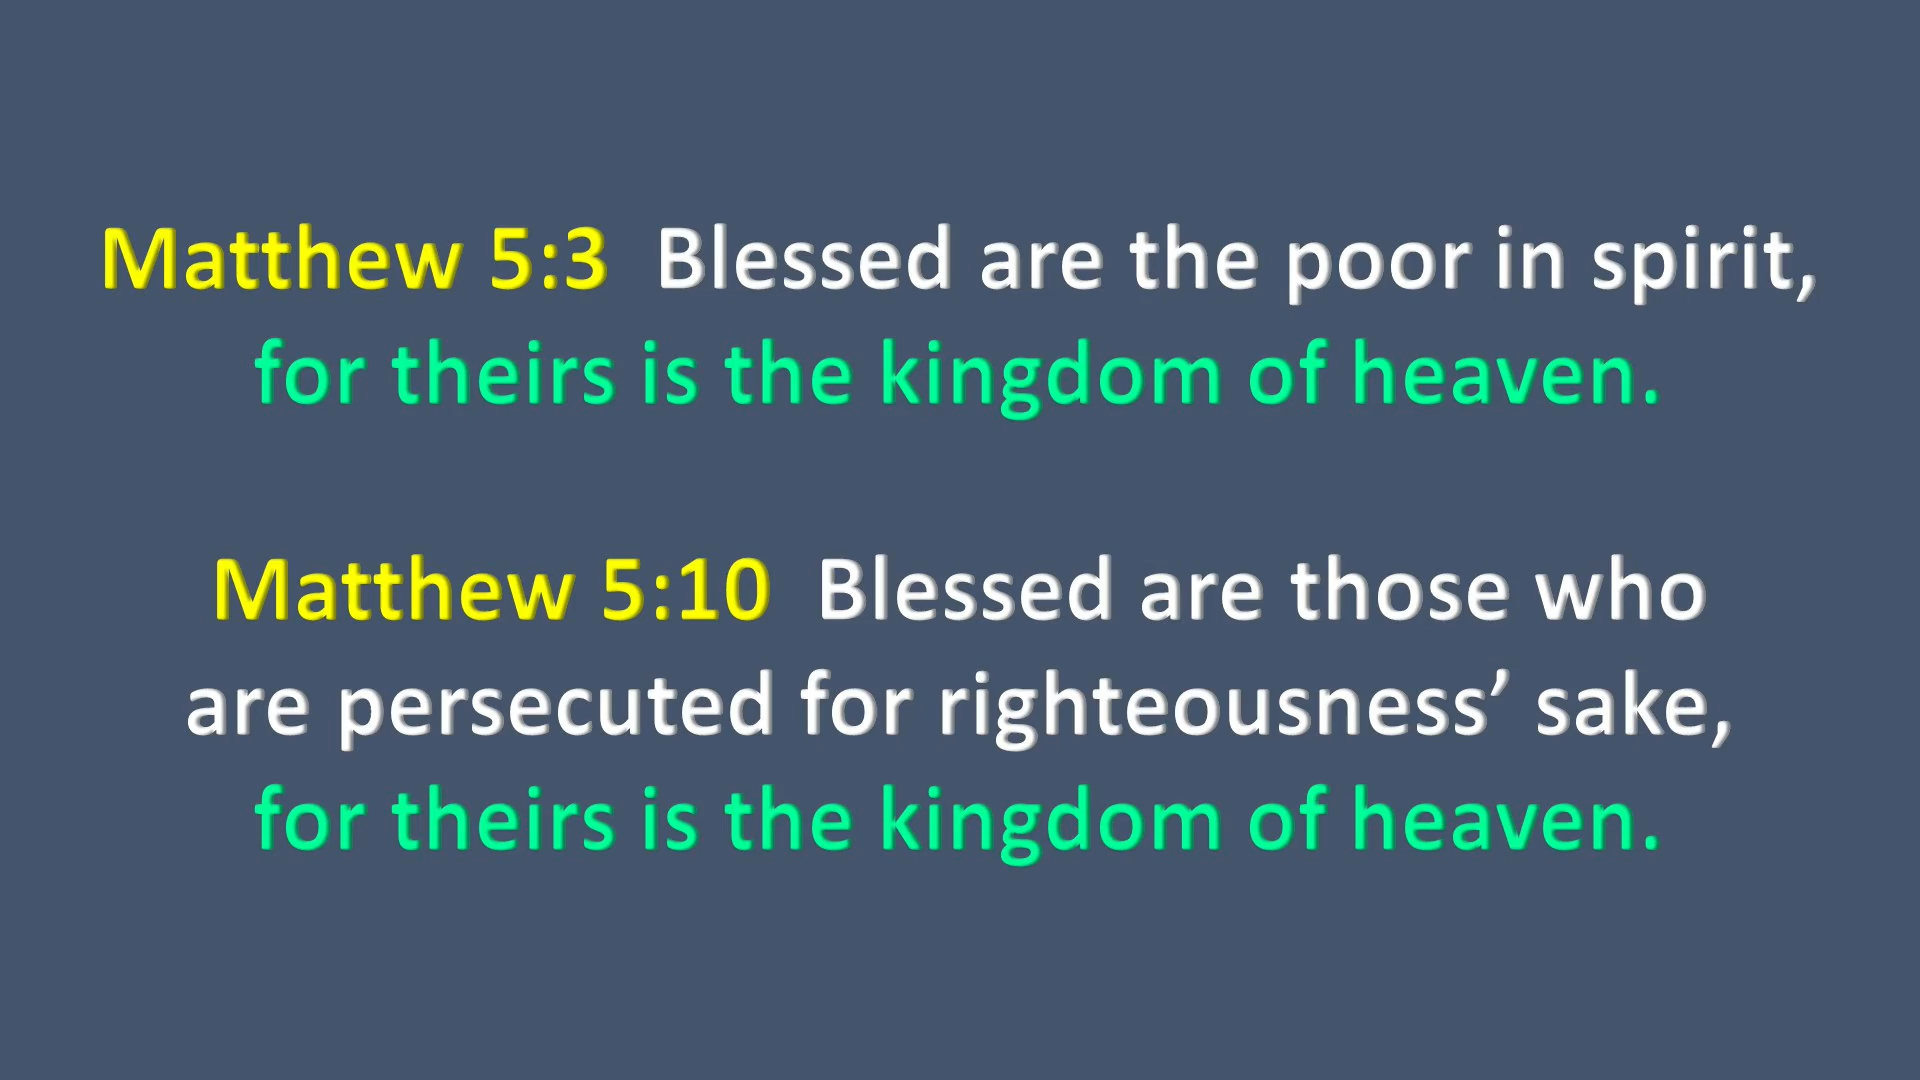 Matthew 5:3 Blessed are the poor in spirit,
for theirs is the kingdom of heaven.
Matthew 5:10 Blessed are those who
are persecuted for righteousness’ sake,
for theirs is the kingdom of heaven.